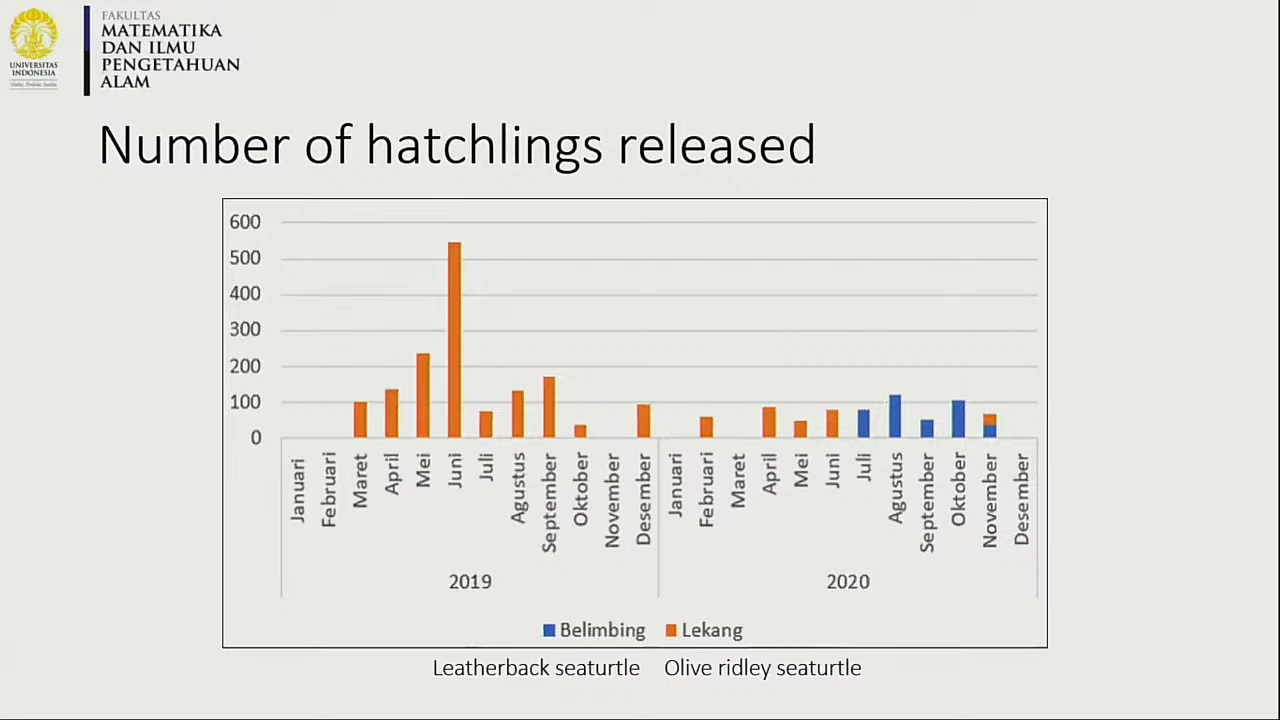 UNIVERSITAS
INDONESIA
FAKULTAS
MATEMATIKA
DAN ILMU
PENGETAHUAN
ALAM
Number of hatchlings released
600
500
400
300
200
100
0
Januari
Februari
Maret
April
Mei
Juni
Juli
Agustus
September
Oktober
November
Desember
Januari
Februari
Maret
April
Mei
Juni
Juli
Agustus
September
Oktober
November
Desember
2019 2020
Belimbing Lekang
Leatherback seaturtle Olive ridley seaturtle